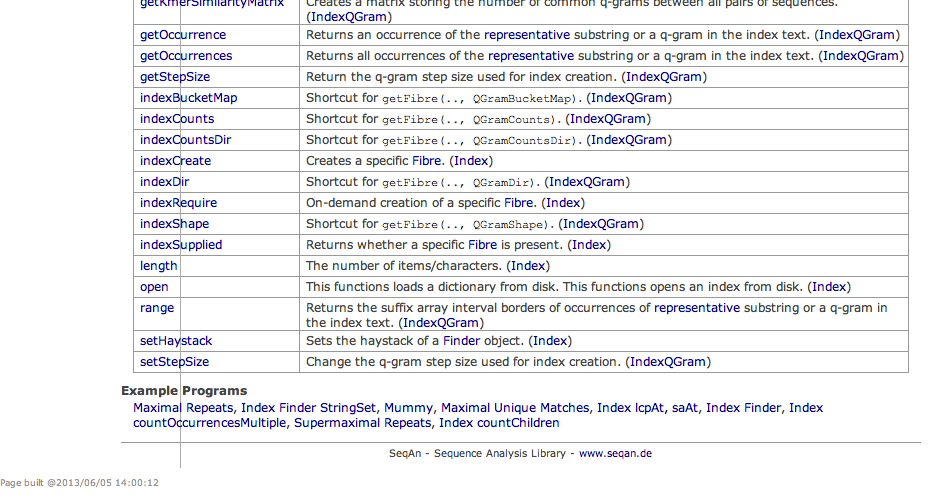 getKmerSimilarityMatrix Creates a matrix storing the number of common q-grams between all pairs of sequences.
(IndexQGram)
getOccurrence Returns an occurrence of the representative substring or a q-gram in the index text. (IndexQGram)
getOccurrences Returns all occurrences of the representative substring or a q-gram in the index text. (IndexQGram)
getStepSize Return the q-gram step size used for index creation. (IndexQGram)
indexBucketMap Shortcut for getFibre(.., QGramBucketMap). (IndexQGram)
indexCounts Shortcut for getFibre(.., QGramCounts). (IndexQGram)
indexCountsDir Shortcut for getFibre(.., QGramCountsDir). (IndexQGram)
indexCreate Creates a specific Fibre. (Index)
indexDir Shortcut for getFibre(.., QGramDir). (IndexQGram)
indexRequire On-demand creation of a specific Fibre. (Index)
indexShape Shortcut for getFibre(.., QGramShape). (IndexQGram)
indexSupplied Returns whether a specific Fibre is present. (Index)
length The number of items/characters. (Index)
open This functions loads a dictionary from disk. This functions opens an index from disk. (Index)
range Returns the suffix array interval borders of occurrences of representative substring or a q-gram in
the index text. (IndexQGram)
setHaystack Sets the haystack of a Finder object. (Index)
setStepSize Change the q-gram step size used for index creation. (IndexQGram)
Example Programs
Maximal Repeats, Index Finder StringSet, Mummy, Maximal Unique Matches, Index lcpAt, saAt, Index Finder, Index
countOccurrencesMultiple, Supermaximal Repeats, Index countChildren
SeqAn - Sequence Analysis Library - www.seqan.de
Page built @2013/06/05 14:00:12